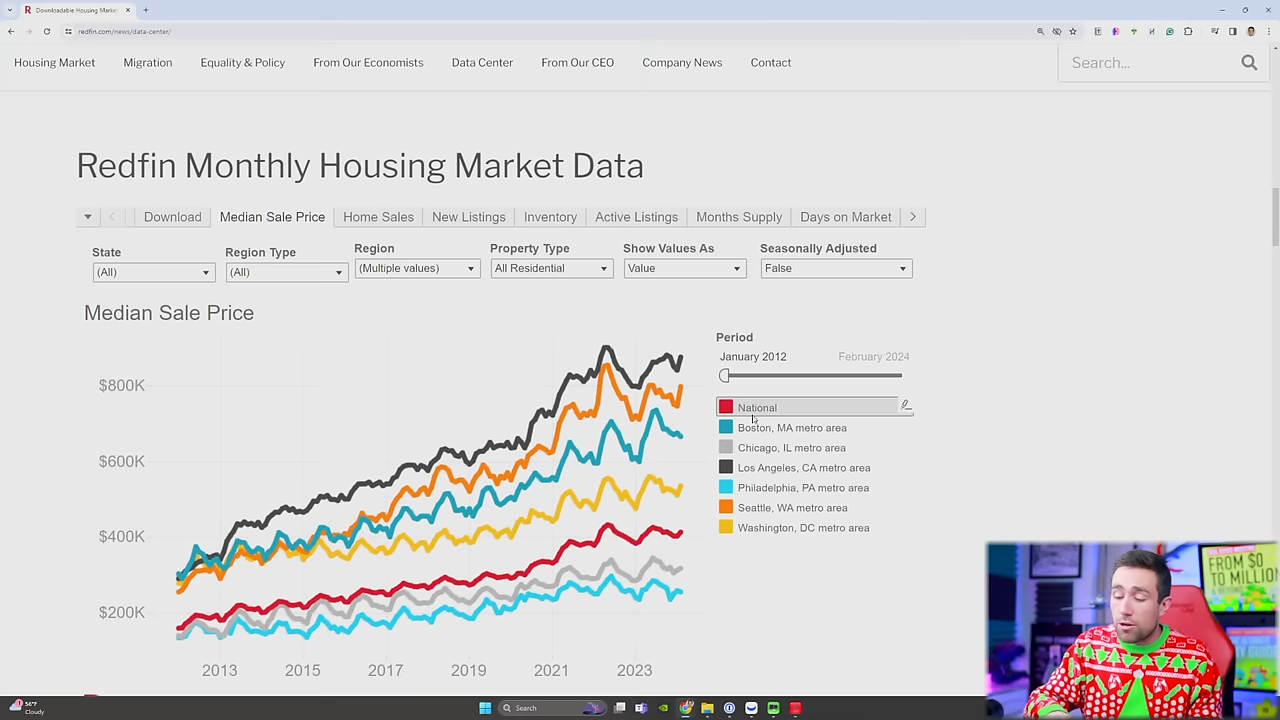 Downloadable Housing Market
redfin.com/news/data-center/
Housing Market Migration Equality & Policy From Our Economists Data Center From Our CEO Company News Contact
Search...
Redfin Monthly Housing Market Data
Download Median Sale Price Home Sales New Listings Inventory Active Listings Months Supply Days on Market
State Region Type Region Property Type Show Values As Seasonally Adjusted
(All) (All) (Multiple values) All Residential Value False
Median Sale Price
Period
January 2012 February 2024
$800K
$600K
$400K
$200K
National
Boston, MA metro area
Chicago, IL metro area
Los Angeles, CA metro area
Philadelphia, PA metro area
Seattle, WA metro area
Washington, DC metro area
2013 2015 2017 2019 2021 2023
FROM $0
TO MILLION
56°F
Cloudy
Search